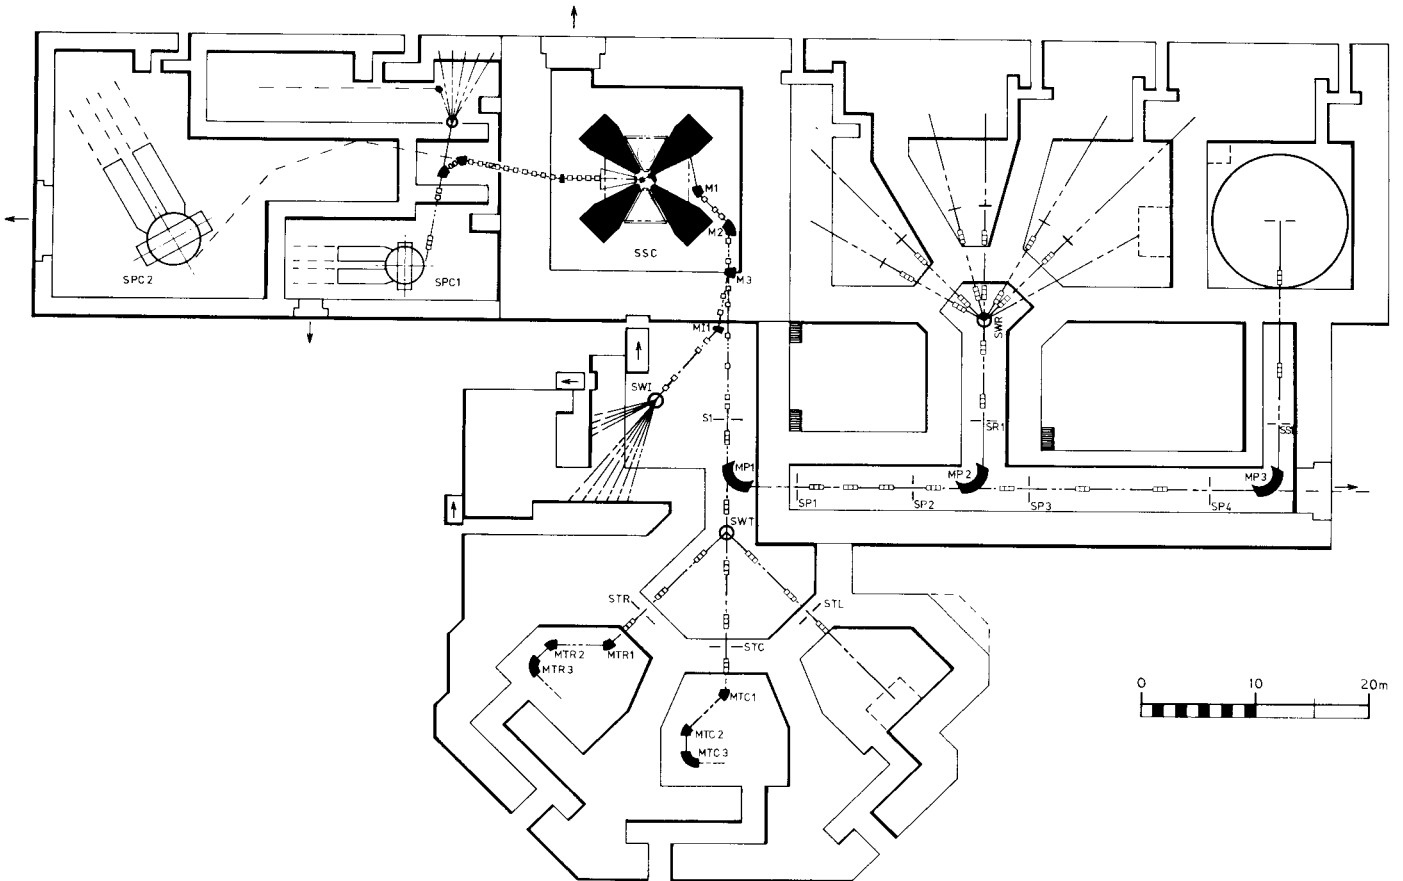 M1
M2
SSC
SPC2
SPC1
M3
MI1
SWR
SWI
S1
SR1
MP1
MP2
MP3
SP1
SP2
SP3
SP4
SWT
STR
STL
STC
MTR2
MTR1
MTR3
MTC1
MTC2
MTC3
0 10 20m